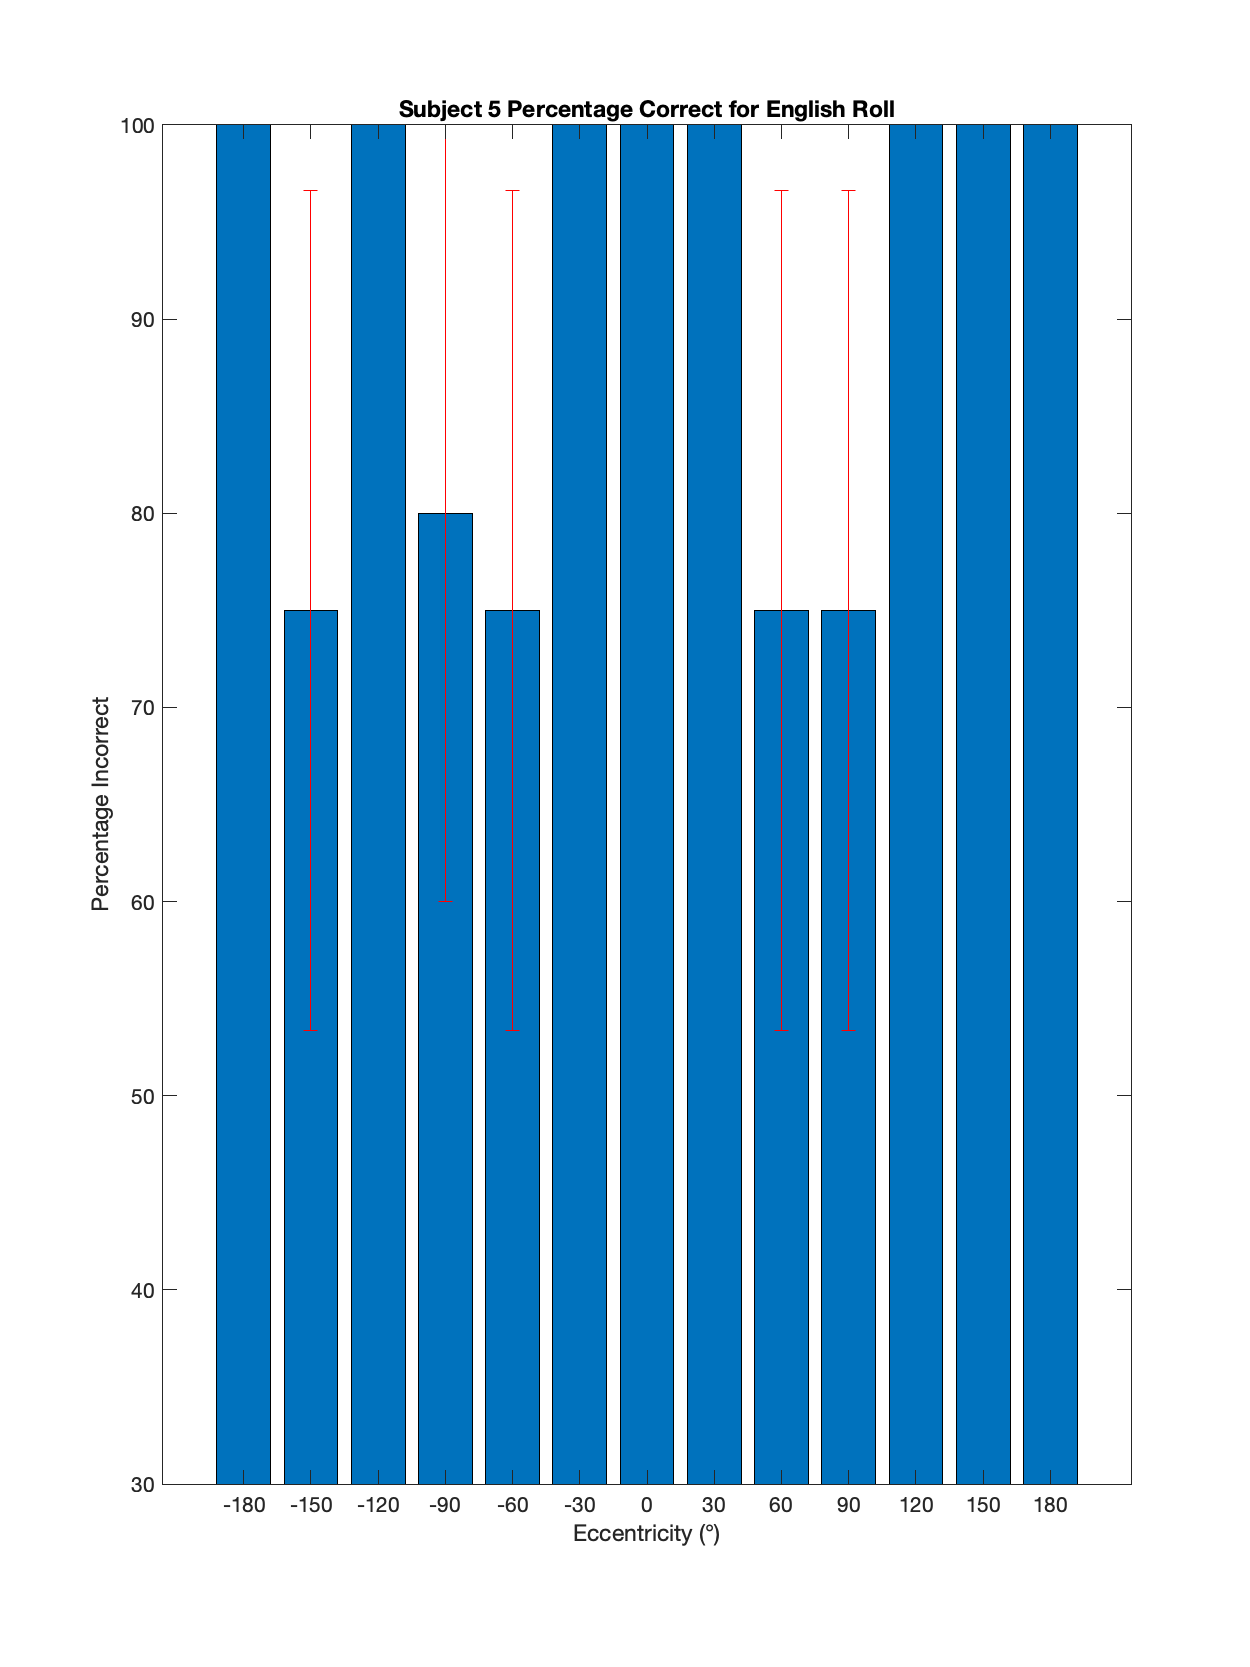 Subject 5 Percentage Correct for English Roll
100
90
80
70
60
50
40
30
Percentage Incorrect
-180 -150 -120 -90 -60 -30 0 30 60 90 120 150 180
Eccentricity (°)